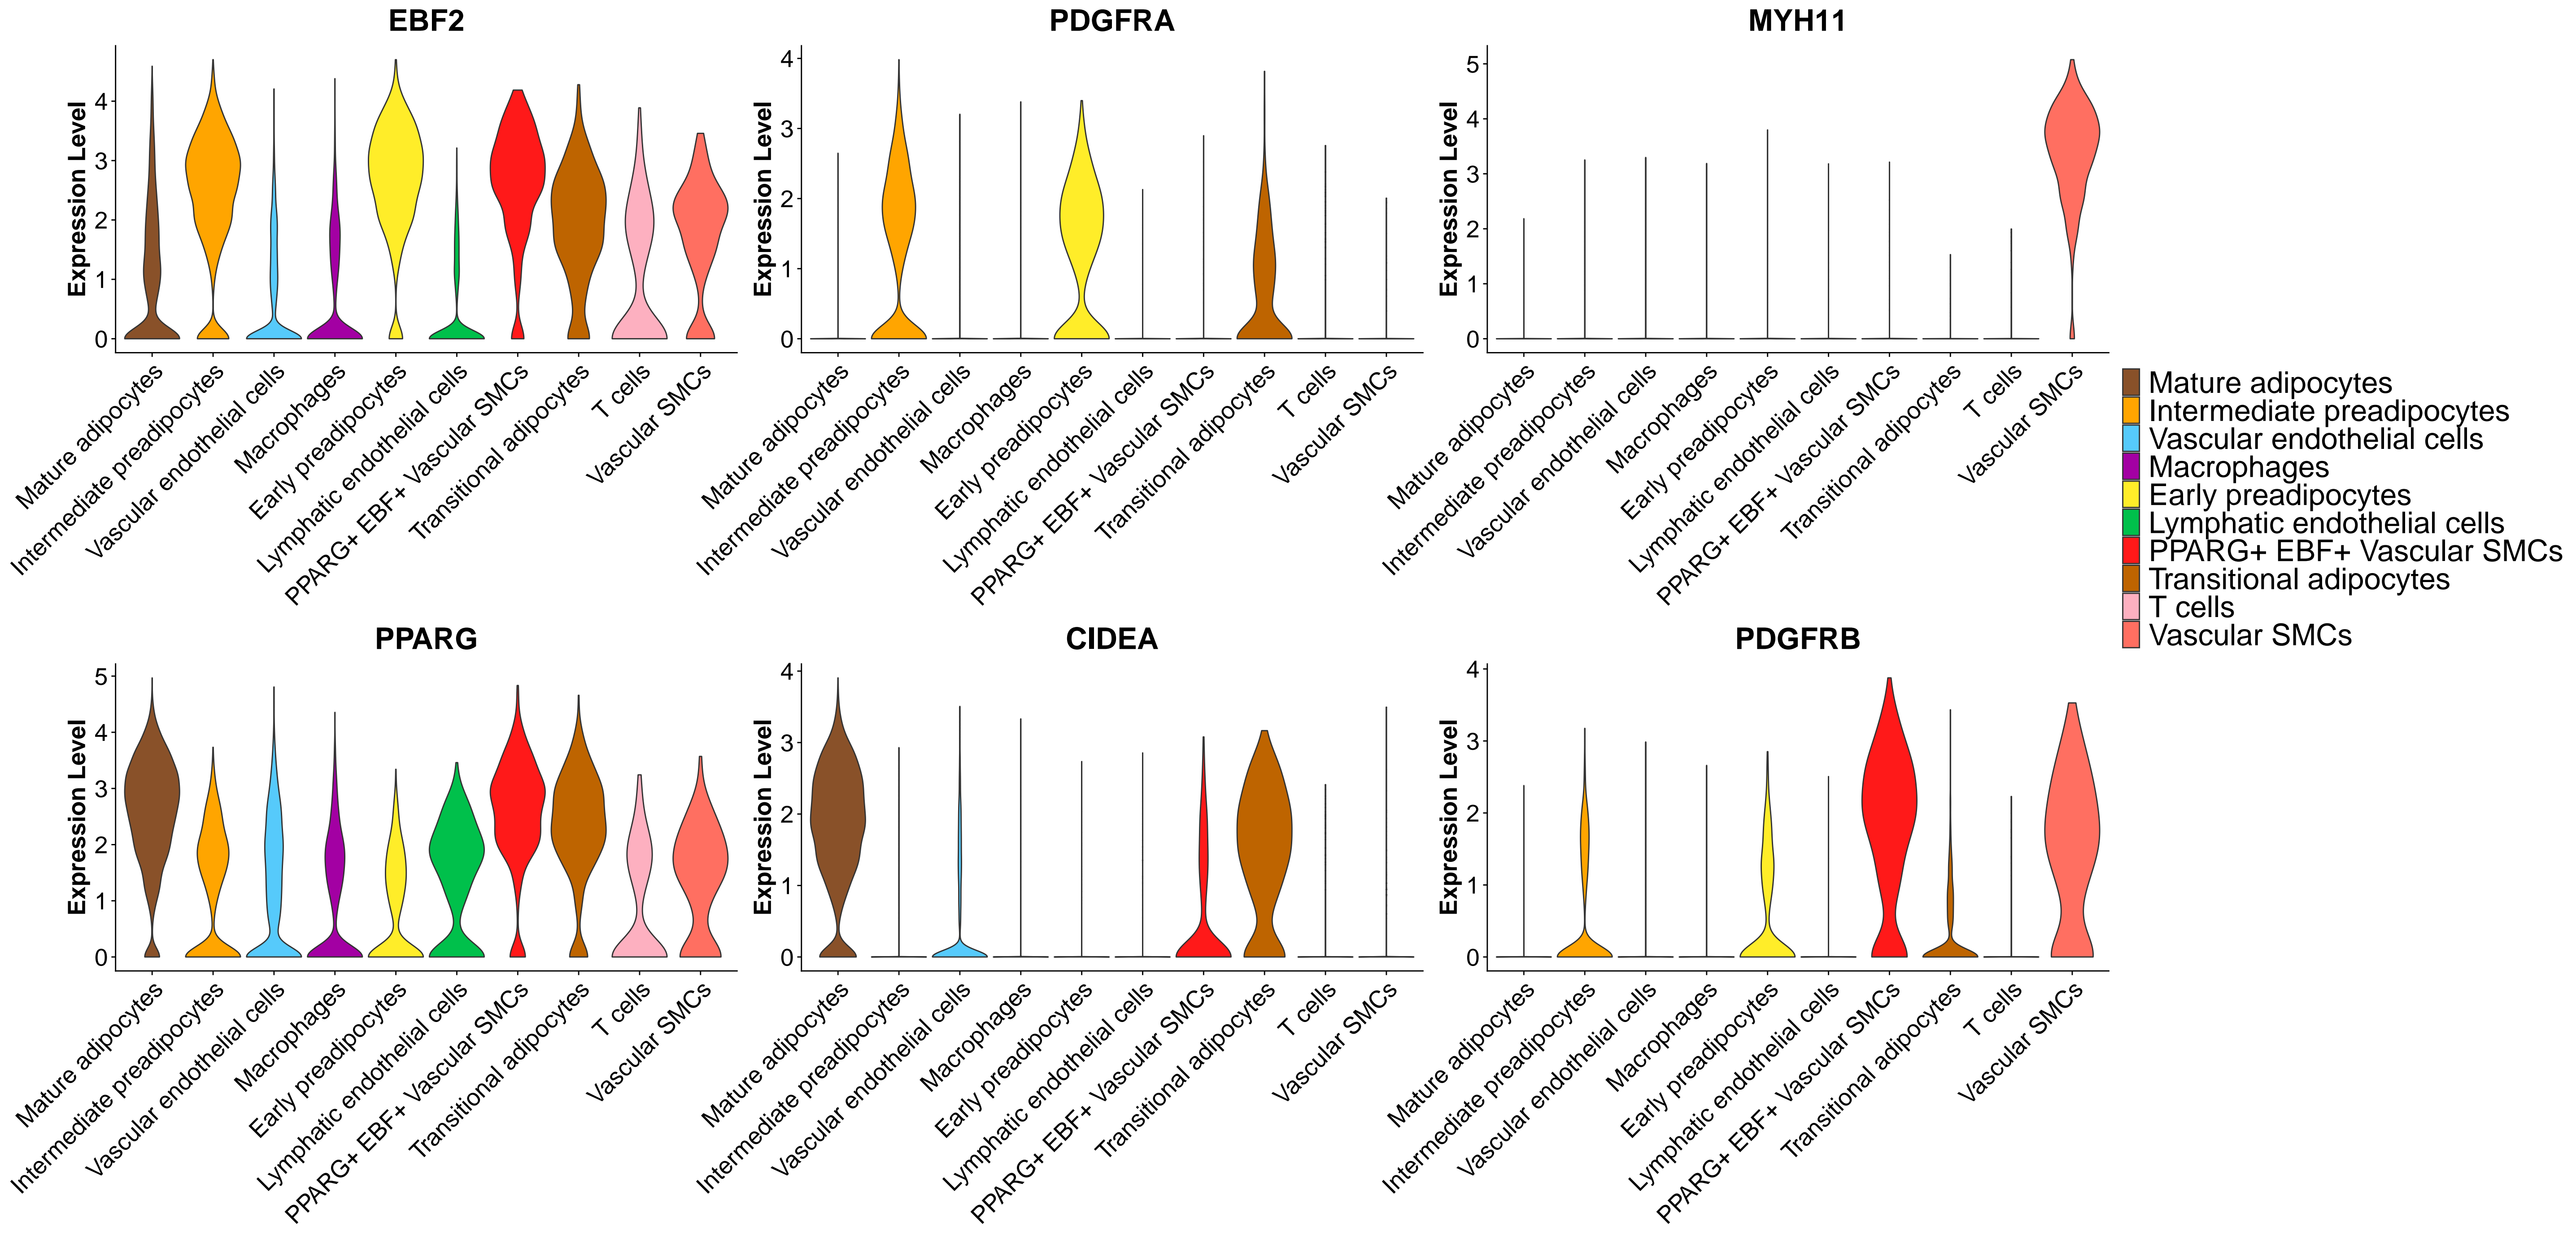 EBF2
PDGFRA
MYH11
Expression Level
4
3
2
1
0
Mature adipocytes
Intermediate preadipocytes
Vascular endothelial cells
Macrophages
Early preadipocytes
Lymphatic endothelial cells
PPARG+ EBF+ Vascular SMCs
Transitional adipocytes
T cells
Vascular SMCs
Expression Level
4
3
2
1
0
Mature adipocytes
Intermediate preadipocytes
Vascular endothelial cells
Macrophages
Early preadipocytes
Lymphatic endothelial cells
PPARG+ EBF+ Vascular SMCs
Transitional adipocytes
T cells
Vascular SMCs
Expression Level
5
4
3
2
1
0
Mature adipocytes
Intermediate preadipocytes
Vascular endothelial cells
Macrophages
Early preadipocytes
Lymphatic endothelial cells
PPARG+ EBF+ Vascular SMCs
Transitional adipocytes
T cells
Vascular SMCs
Mature adipocytes
Intermediate preadipocytes
Vascular endothelial cells
Macrophages
Early preadipocytes
Lymphatic endothelial cells
PPARG+ EBF+ Vascular SMCs
Transitional adipocytes
T cells
Vascular SMCs
PPARG
CIDEA
PDGFRB
Expression Level
5
4
3
2
1
0
Mature adipocytes
Intermediate preadipocytes
Vascular endothelial cells
Macrophages
Early preadipocytes
Lymphatic endothelial cells
PPARG+ EBF+ Vascular SMCs
Transitional adipocytes
T cells
Vascular SMCs
Expression Level
4
3
2
1
0
Mature adipocytes
Intermediate preadipocytes
Vascular endothelial cells
Macrophages
Early preadipocytes
Lymphatic endothelial cells
PPARG+ EBF+ Vascular SMCs
Transitional adipocytes
T cells
Vascular SMCs
Expression Level
4
3
2
1
0
Mature adipocytes
Intermediate preadipocytes
Vascular endothelial cells
Macrophages
Early preadipocytes
Lymphatic endothelial cells
PPARG+ EBF+ Vascular SMCs
Transitional adipocytes
T cells
Vascular SMCs